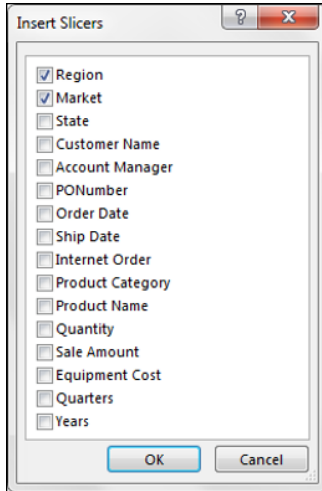 Insert Slicers
Region
Market
State
Customer Name
Account Manager
PONumber
Order Date
Ship Date
Internet Order
Product Category
Product Name
Quantity
Sale Amount
Equipment Cost
Quarters
Years
OK Cancel